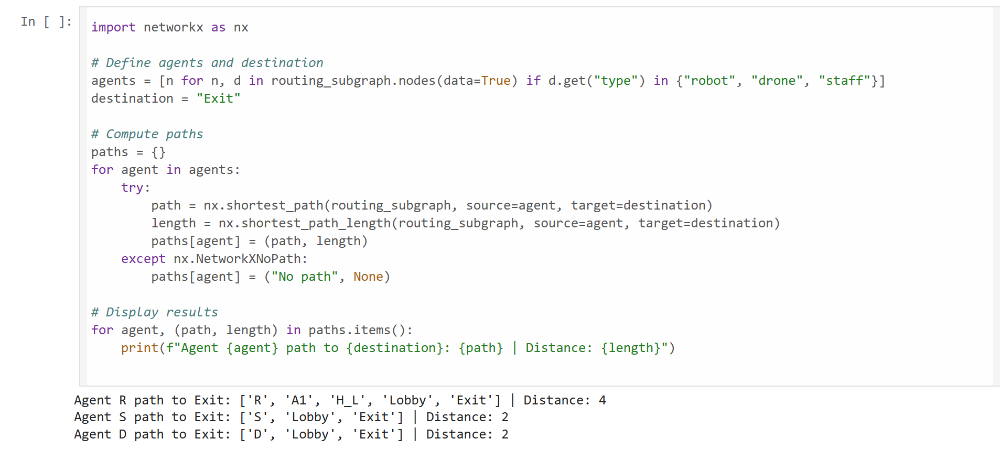 In [ ]:
import networkx as nx
# Define agents and destination
agents = [n for n, d in routing_subgraph.nodes(data=True) if d.get("type") in {"robot", "drone", "staff"}]
destination = "Exit"
# Compute paths
paths = {}
for agent in agents:
    try:
        path = nx.shortest_path(routing_subgraph, source=agent, target=destination)
        length = nx.shortest_path_length(routing_subgraph, source=agent, target=destination)
        paths[agent] = (path, length)
    except nx.NetworkXNoPath:
        paths[agent] = ("No path", None)
# Display results
for agent, (path, length) in paths.items():
    print(f"Agent {agent} path to {destination}: {path} | Distance: {length}")
Agent R path to Exit: ['R', 'A1', 'H_L', 'Lobby', 'Exit'] | Distance: 4
Agent S path to Exit: ['S', 'Lobby', 'Exit'] | Distance: 2
Agent D path to Exit: ['D', 'Lobby', 'Exit'] | Distance: 2